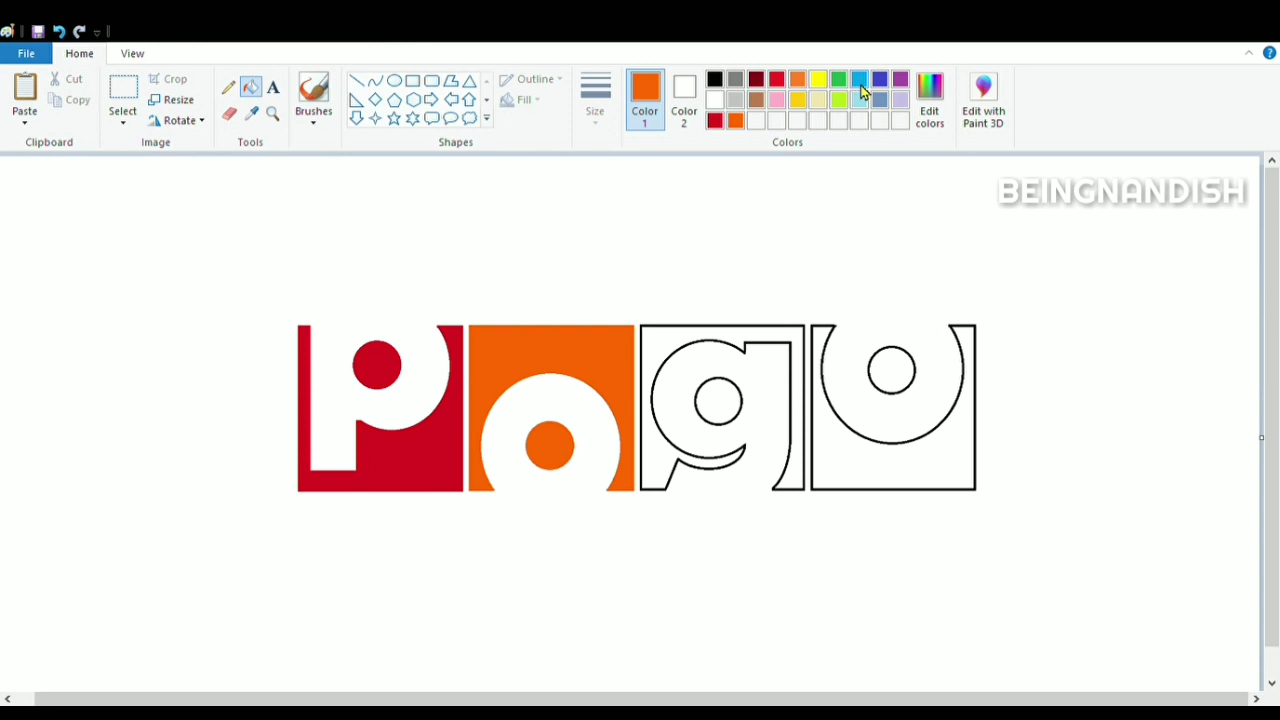 File Home View
Paste
Cut
Copy
Clipboard
Select
Crop
Resize
Rotate
Image
A
Tools
Brushes
Outline
Fill
Shapes
Size
Color 1
Color 2
Edit colors
Edit with Paint 3D
Colors
BEINGNANDISH
pogo